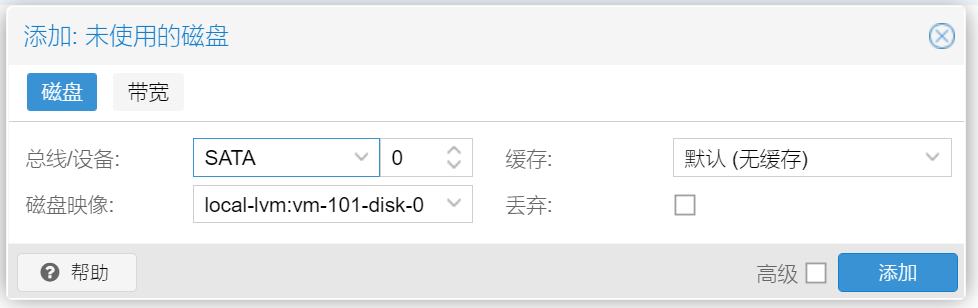 添加: 未使用的磁盘
磁盘 带宽
总线/设备: SATA 0 缓存: 默认 (无缓存)
磁盘映像: local-lvm:vm-101-disk-0 丢弃:
帮助 高级 添加